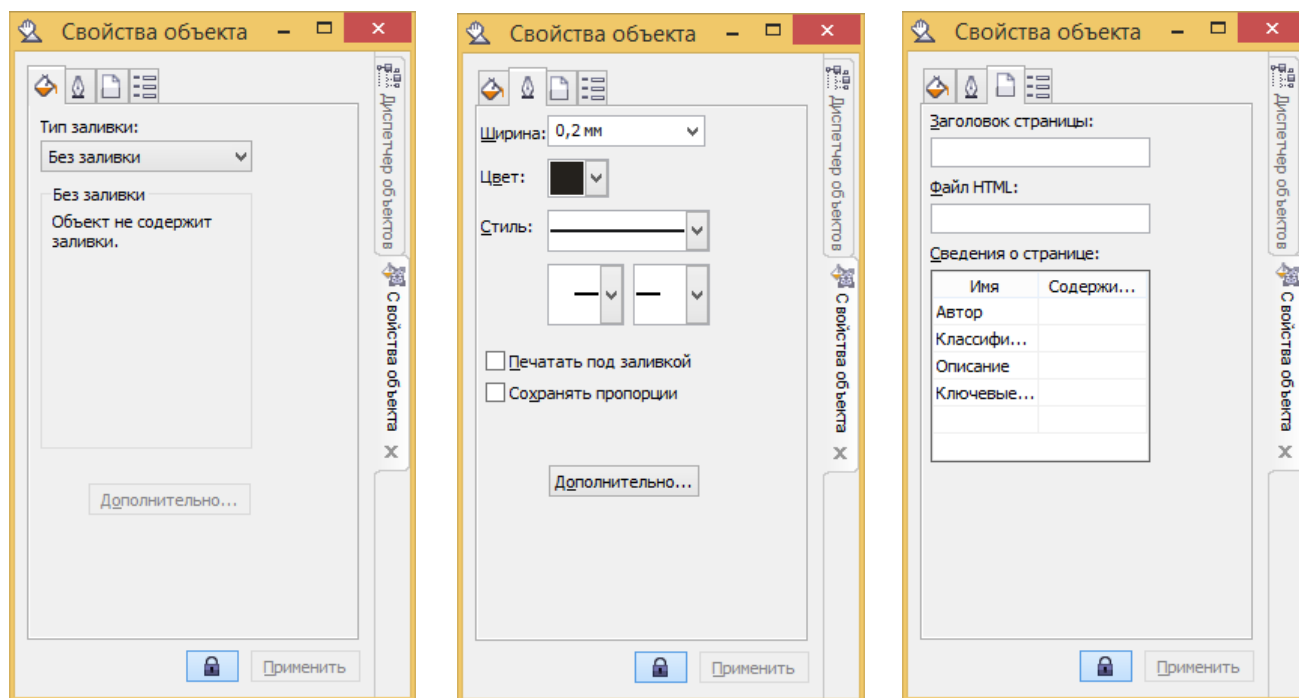 Свойства объекта
Тип заливки:
Без заливки
Без заливки
Объект не содержит
заливки.
Дополнительно...
Применить
Диспетчер объектов
Свойства объекта
Свойства объекта
Ширина: 0,2 мм
Цвет:
Стиль:
Печатать под заливкой
Сохранять пропорции
Дополнительно...
Применить
Диспетчер объектов
Свойства объекта
Свойства объекта
Заголовок страницы:
Файл HTML:
Сведения о странице:
Имя Содержи...
Автор
Классифи...
Описание
Ключевые...
Применить
Диспетчер объектов
Свойства объекта